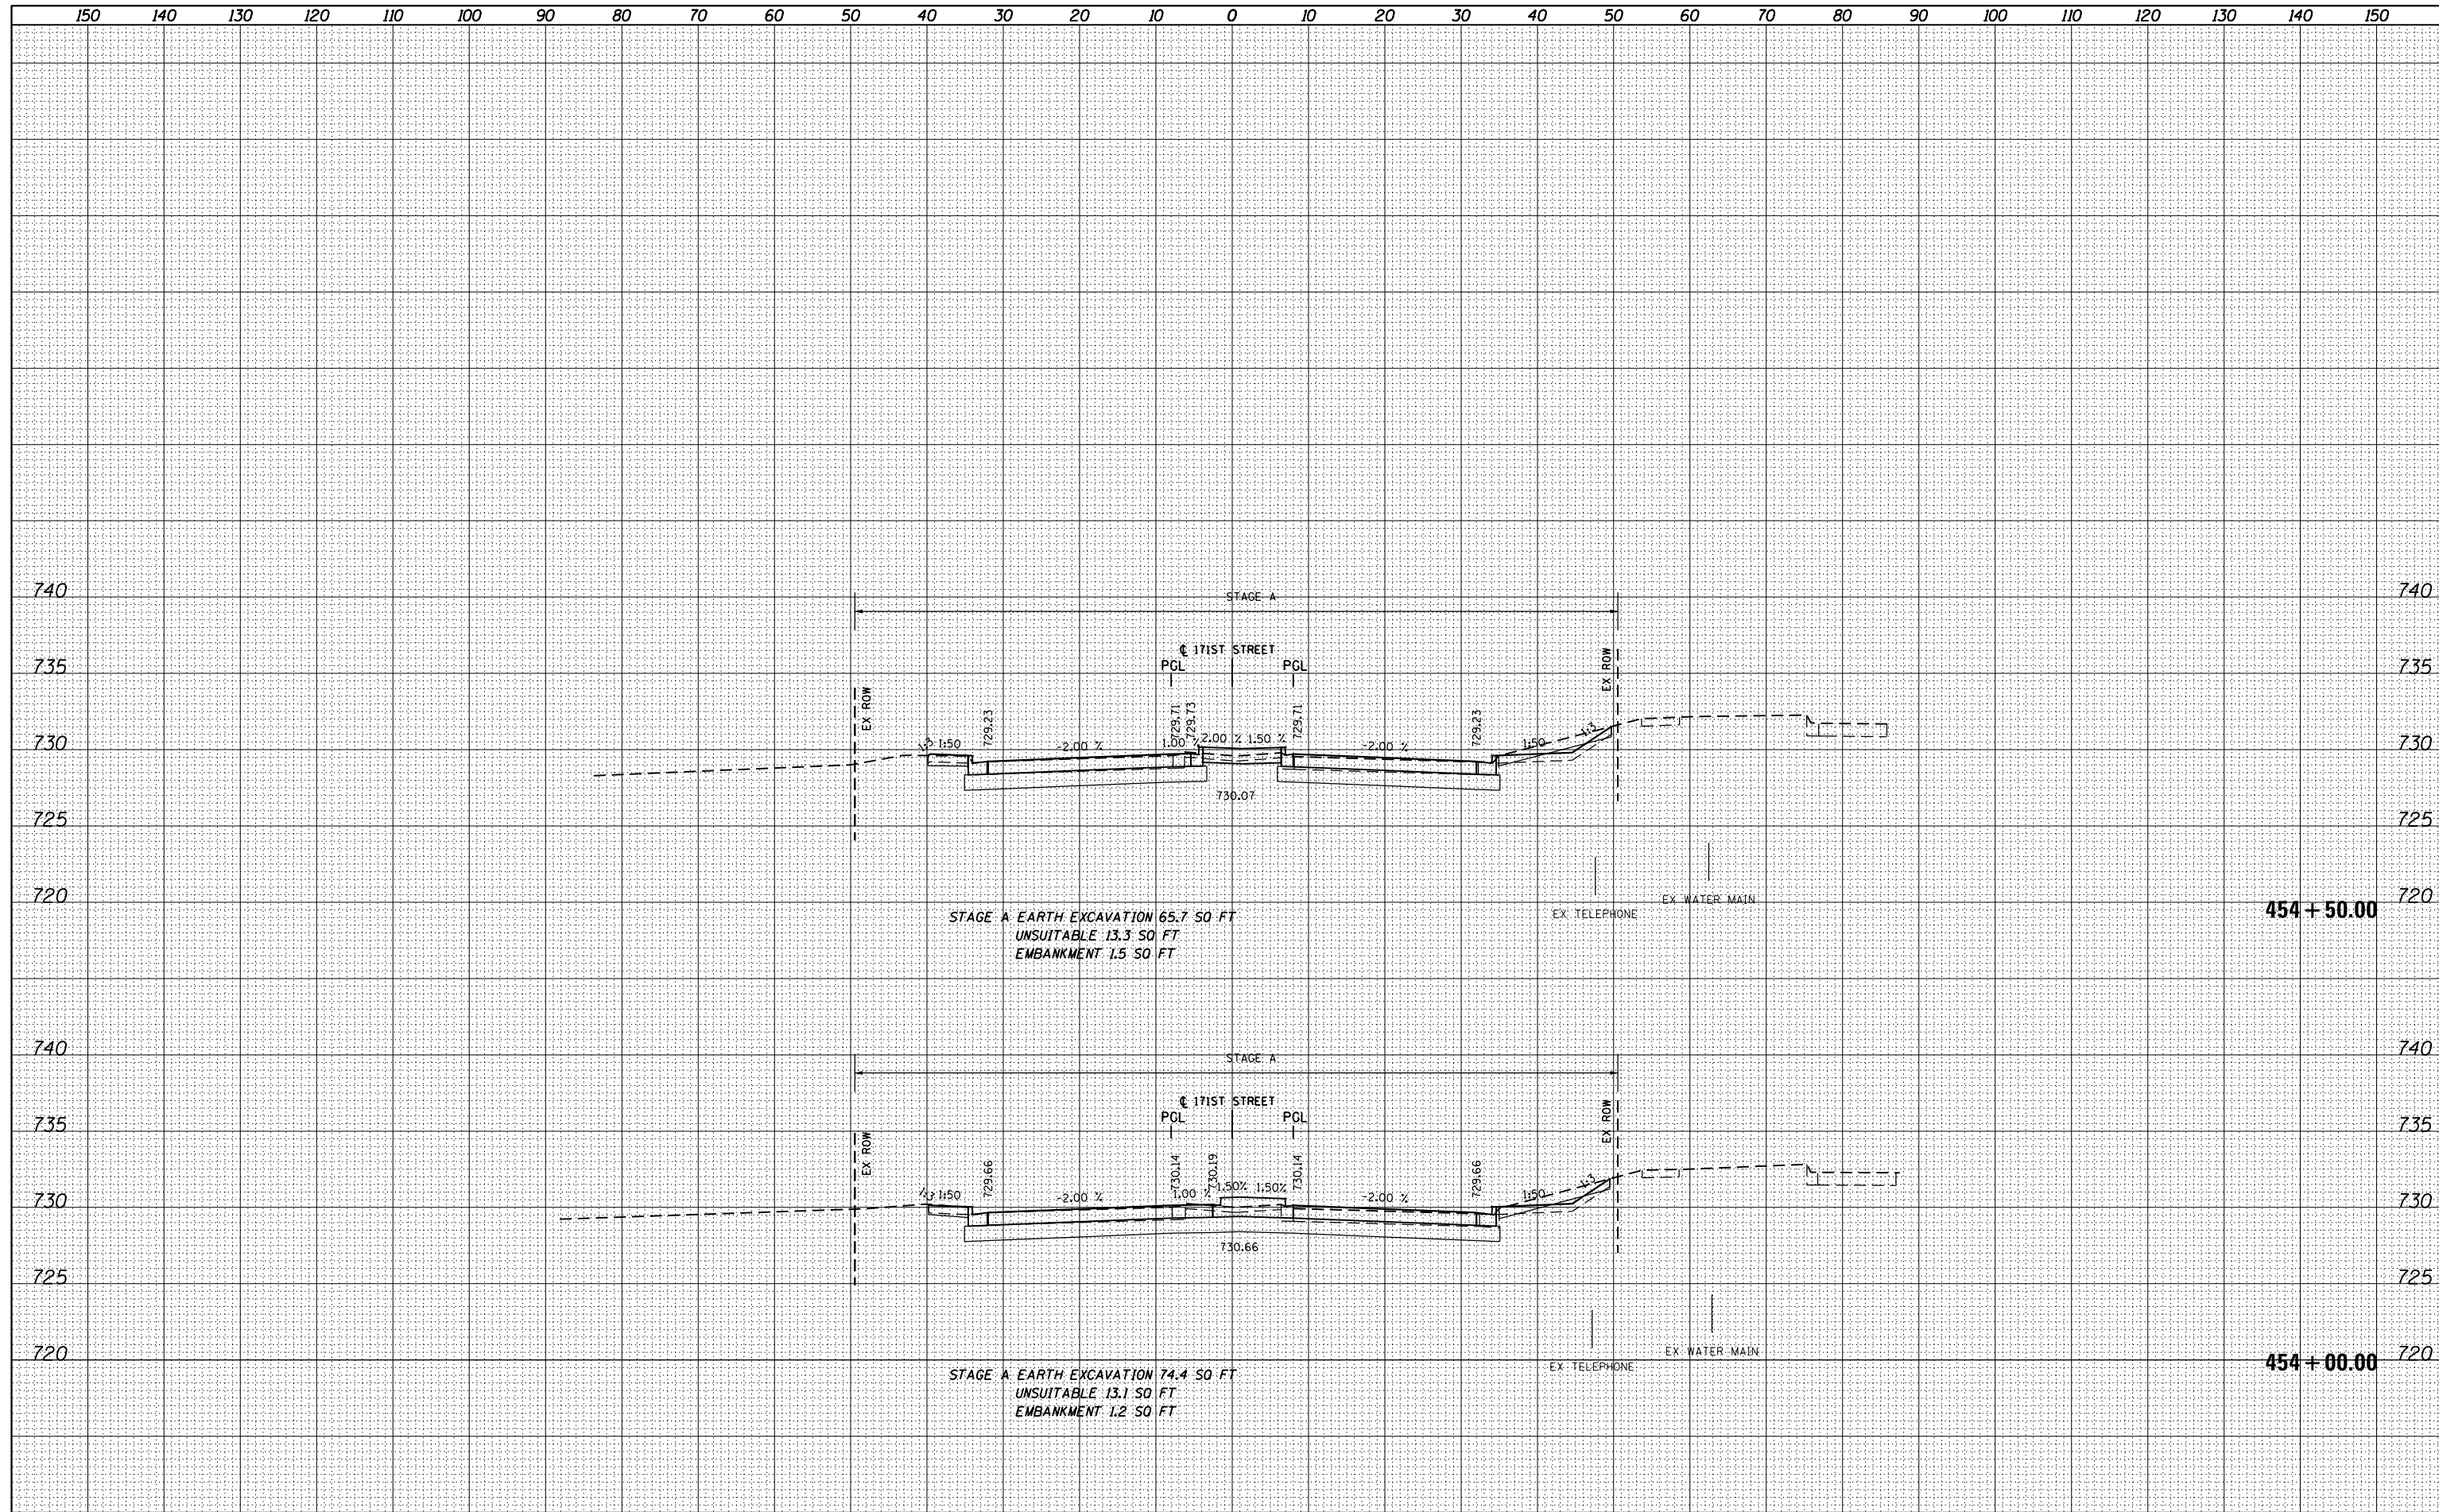 150 140 130 120 110 100 90 80 70 60 50 40 30 20 10 0 10 20 30 40 50 60 70 80 90 100 110 120 130 140 150
740 740
STAGE A
735 735
℄ 171ST STREET
PGL PGL
EX ROW
EX ROW
730 730
1:3 1:50 729.23 -2.00 % 729.71 1.00 % 729.73 2.00 % 1.50 % 729.71 -2.00 % 729.23 1:50 1:3
730.07
725 725
720 720
EX TELEPHONE
EX WATER MAIN
454+50.00
STAGE A EARTH EXCAVATION 65.7 SQ FT
UNSUITABLE 13.3 SQ FT
EMBANKMENT 1.5 SQ FT
740 740
STAGE A
735 735
℄ 171ST STREET
PGL PGL
EX ROW
EX ROW
730 730
1:3 1:50 729.66 -2.00 % 730.14 1.00 % 730.19 1.50% 1.50% 730.14 -2.00 % 729.66 1:50 1:3
730.66
725 725
720 720
EX TELEPHONE
EX WATER MAIN
454+00.00
STAGE A EARTH EXCAVATION 74.4 SQ FT
UNSUITABLE 13.1 SQ FT
EMBANKMENT 1.2 SQ FT